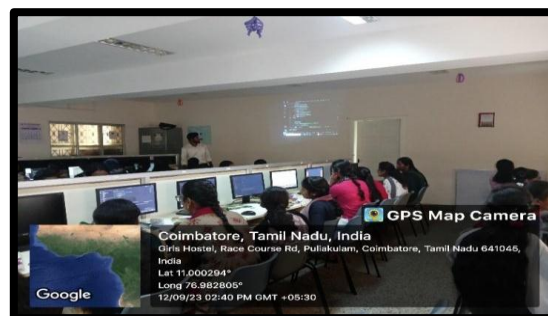 GPS Map Camera
Coimbatore, Tamil Nadu, India
Girls Hostel, Race Course Rd, Puliakulam, Coimbatore, Tamil Nadu 641045,
India
Lat 11.000294°
Long 76.982805°
12/09/23 02:40 PM GMT +05:30
Google